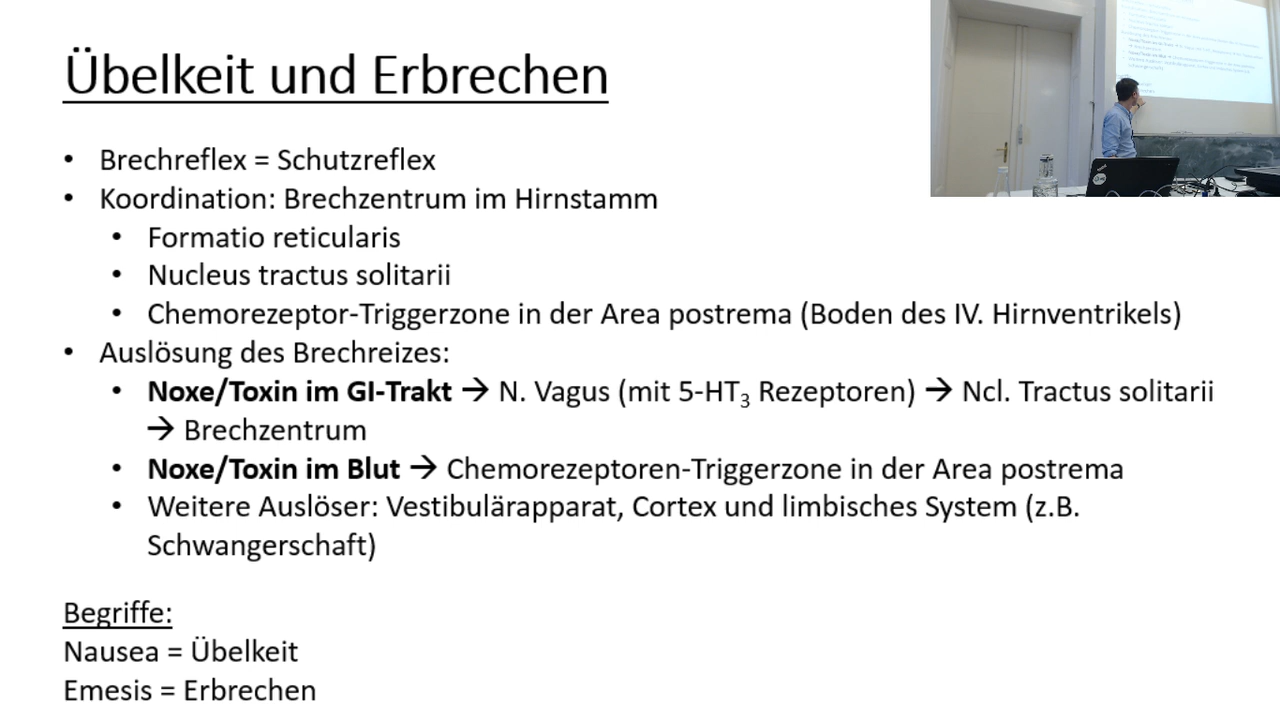 Übelkeit und Erbrechen
• Brechreflex = Schutzreflex
• Koordination: Brechzentrum im Hirnstamm
• Formatio reticularis
• Nucleus tractus solitarii
• Chemorezeptor-Triggerzone in der Area postrema (Boden des IV. Hirnventrikels)
• Auslösung des Brechreizes:
• Noxe/Toxin im GI-Trakt → N. Vagus (mit 5-HT₃ Rezeptoren) → Ncl. Tractus solitarii
→ Brechzentrum
• Noxe/Toxin im Blut → Chemorezeptoren-Triggerzone in der Area postrema
• Weitere Auslöser: Vestibulärapparat, Cortex und limbisches System (z.B.
Schwangerschaft)
Begriffe:
Nausea = Übelkeit
Emesis = Erbrechen